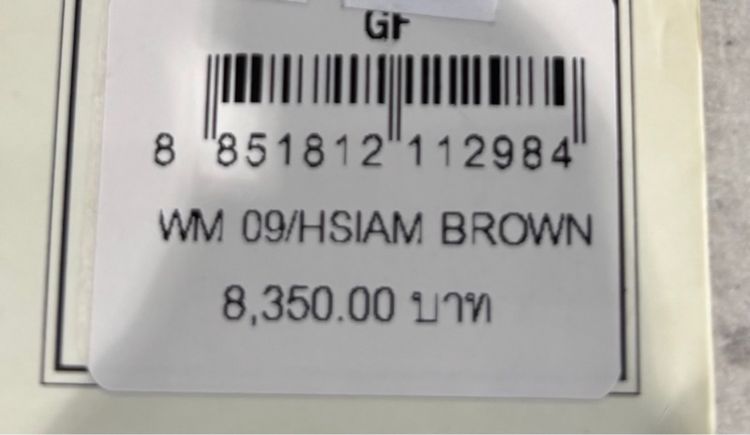 GF
8 851812 112984
WM 09/HSIAM BROWN
8,350.00 บาท